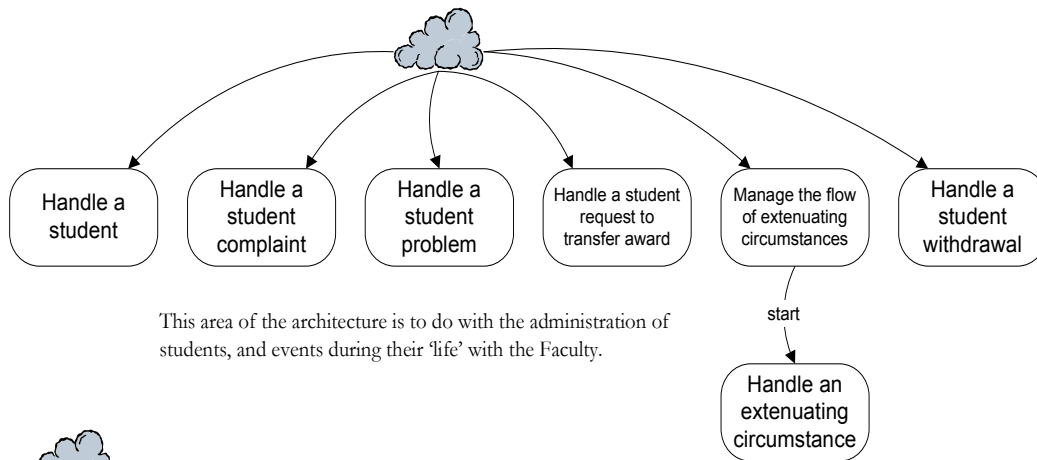 Handle a
student
Handle a
student
complaint
Handle a
student
problem
Handle a student
request to
transfer award
Manage the flow
of extenuating
circumstances
Handle a
student
withdrawal
This area of the architecture is to do with the administration of
students, and events during their ‘life’ with the Faculty.
start
Handle an
extenuating
circumstance